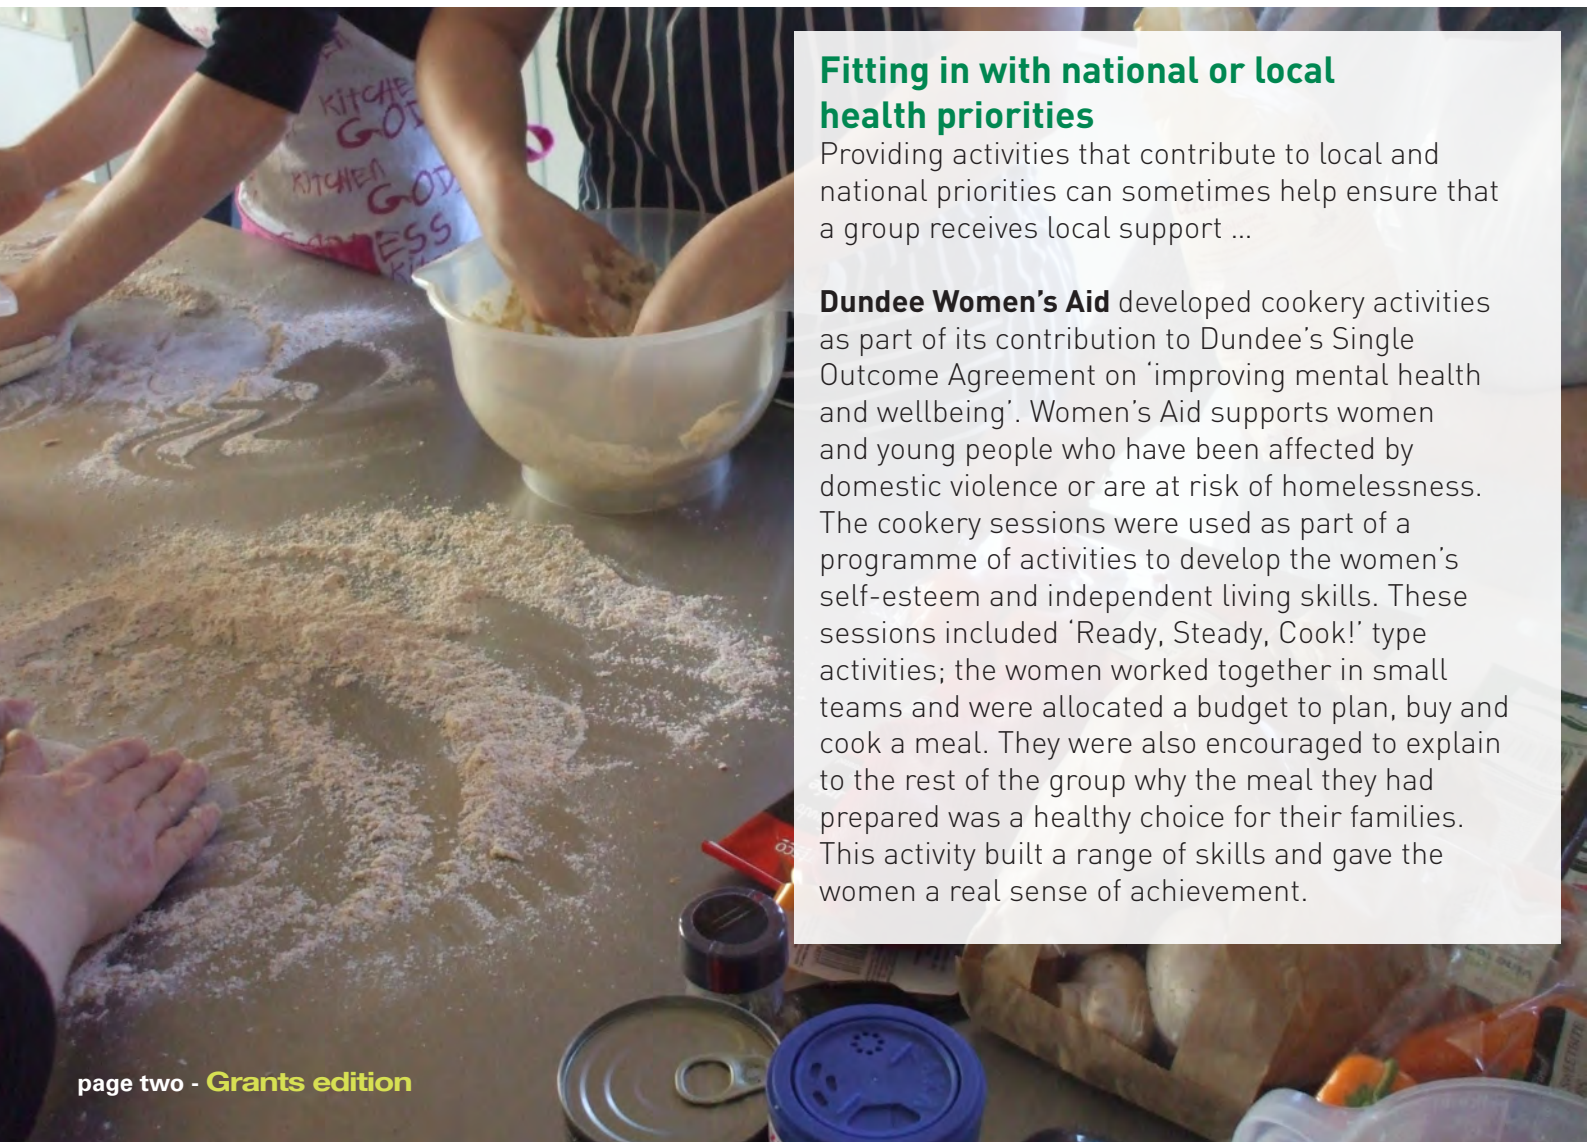 Fitting in with national or local
health priorities
Providing activities that contribute to local and
national priorities can sometimes help ensure that
a group receives local support ...
Dundee Women’s Aid developed cookery activities
as part of its contribution to Dundee’s Single
Outcome Agreement on ‘improving mental health
and wellbeing’. Women’s Aid supports women
and young people who have been affected by
domestic violence or are at risk of homelessness.
The cookery sessions were used as part of a
programme of activities to develop the women’s
self-esteem and independent living skills. These
sessions included ‘Ready, Steady, Cook!’ type
activities; the women worked together in small
teams and were allocated a budget to plan, buy and
cook a meal. They were also encouraged to explain
to the rest of the group why the meal they had
prepared was a healthy choice for their families.
This activity built a range of skills and gave the
women a real sense of achievement.
KITCHEN
GOD
ESS
page two - Grants edition